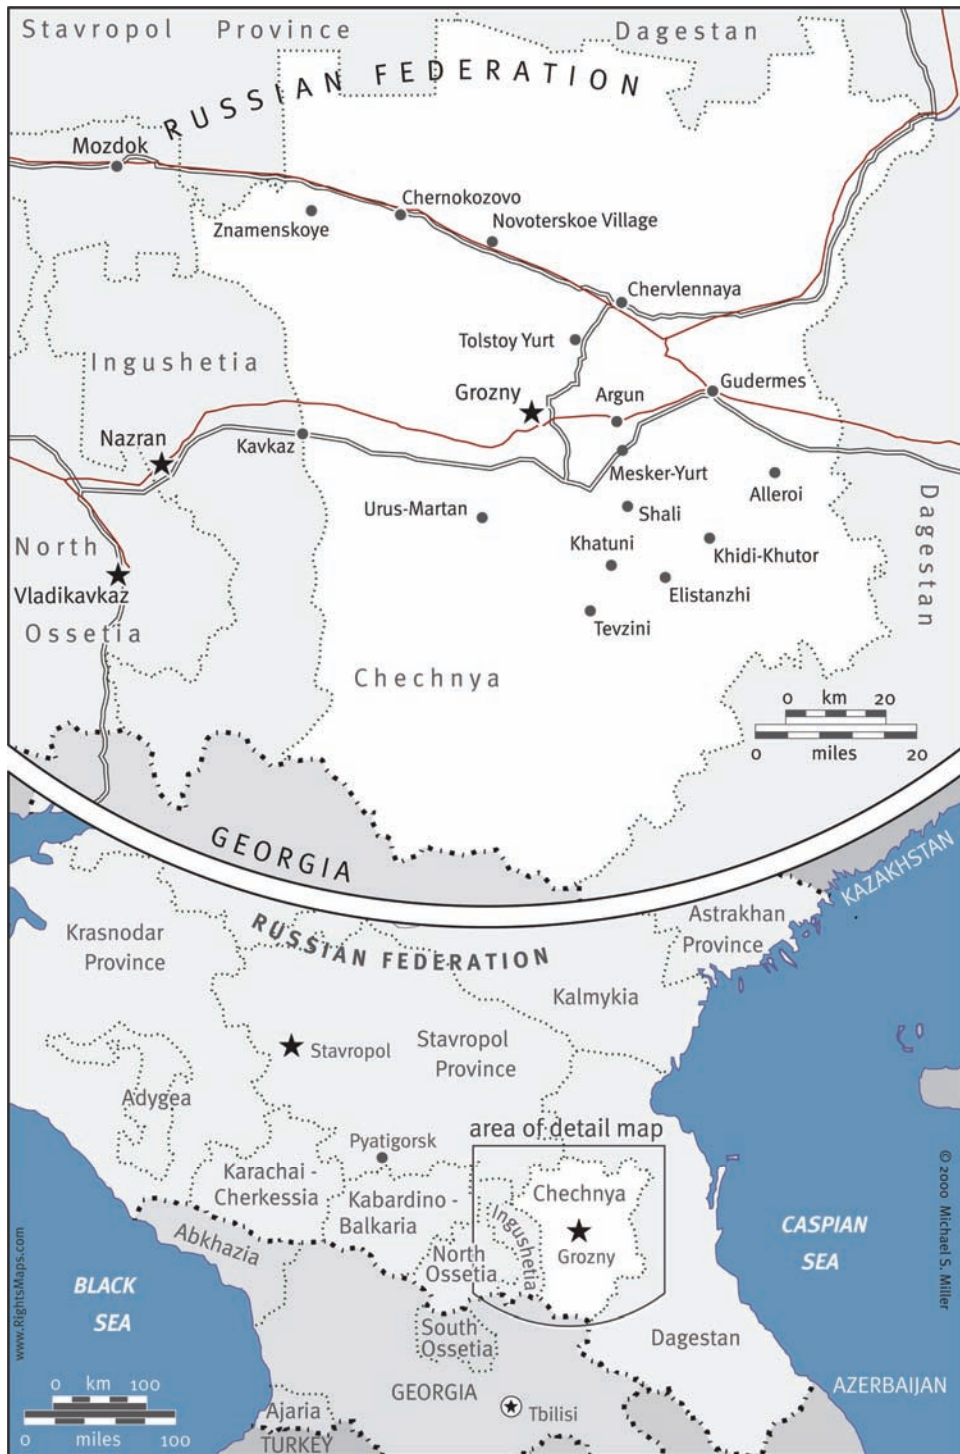 Stavropol Province
Dagestan
RUSSIAN FEDERATION
Mozdok
Chernokozovo
Znamenskoye
Novoterskoe Village
Chervlennaya
Tolstoy Yurt
Ingushetia
Grozny
Argun
Gudermes
Nazran
Kavkaz
Mesker-Yurt
Alleroi
Urus-Martan
Shali
Dagestan
North
Ossetia
Khatuni
Khidi-Khutor
Vladikavkaz
Elistanzhi
Tevzini
Chechnya
0 km 20
0 miles 20
GEORGIA
KAZAKHSTAN
RUSSIAN FEDERATION
Astrakhan
Province
Krasnodar
Province
Kalmykia
Stavropol
Stavropol
Province
Adygea
area of detail map
Pyatigorsk
Karachai -
Cherkessia
Kabardino -
Balkaria
Chechnya
Ingushetia
Grozny
Abkhazia
North
Ossetia
CASPIAN
SEA
© 2000 Michael S. Miller
www.RightsMaps.com
BLACK
SEA
South
Ossetia
Dagestan
GEORGIA
AZERBAIJAN
0 km 100
0 miles 100
Ajaria
Tbilisi
TURKEY